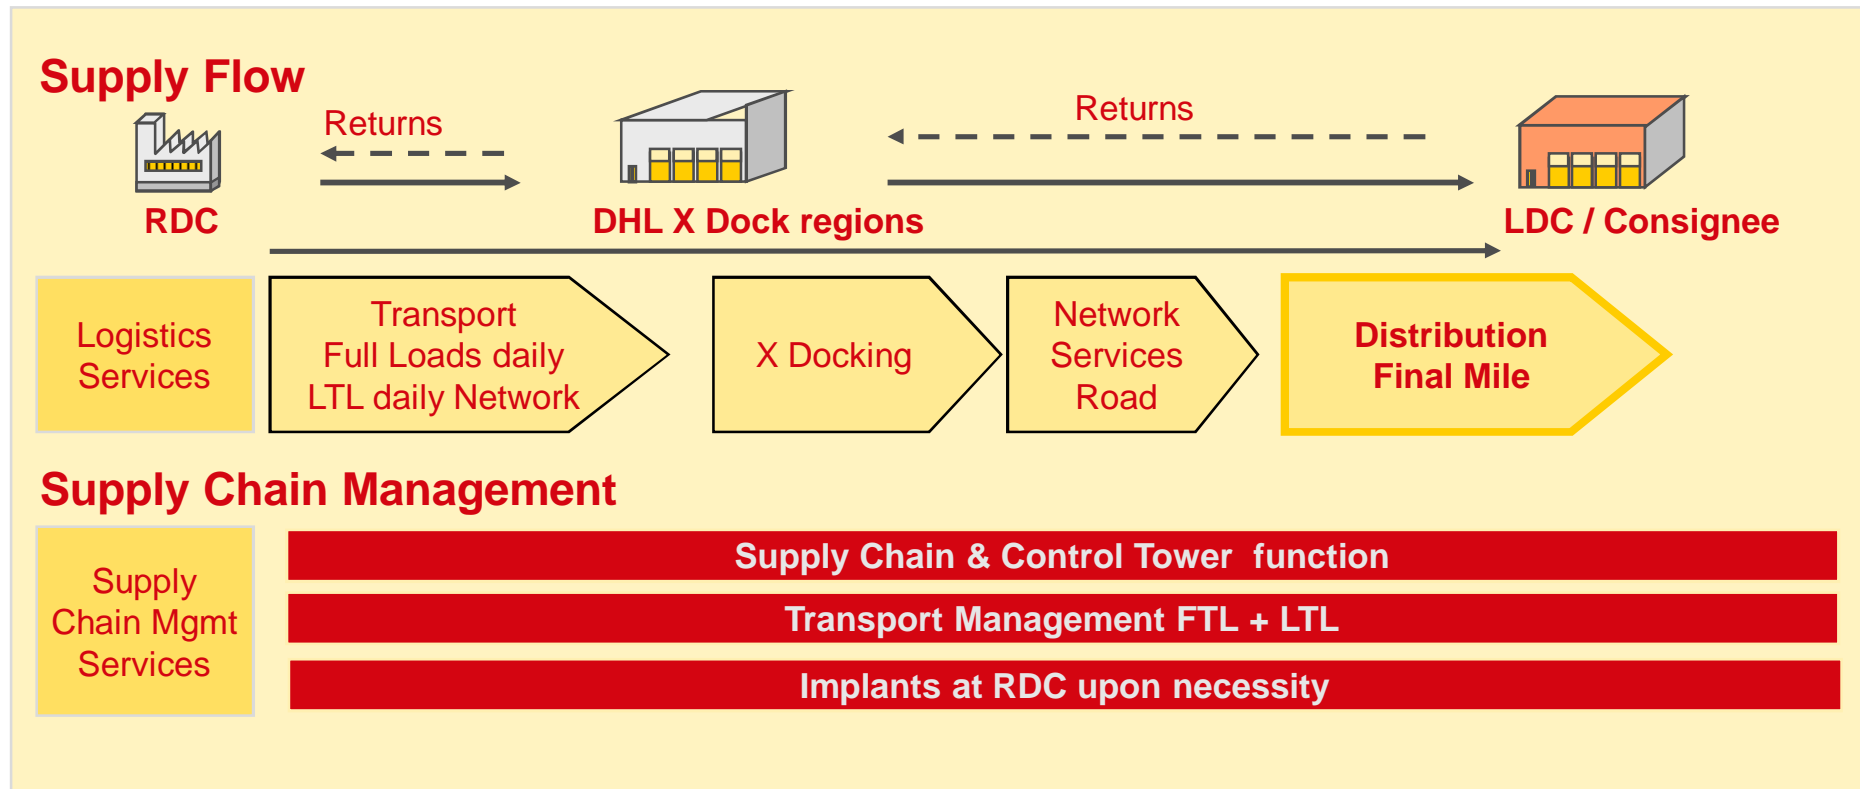 Supply Flow
Returns
Returns
RDC
DHL X Dock regions
LDC / Consignee
Logistics
Services
Transport
Full Loads daily
LTL daily Network
X Docking
Network
Services
Road
Distribution
Final Mile
Supply Chain Management
Supply
Chain Mgmt
Services
Supply Chain & Control Tower function
Transport Management FTL + LTL
Implants at RDC upon necessity